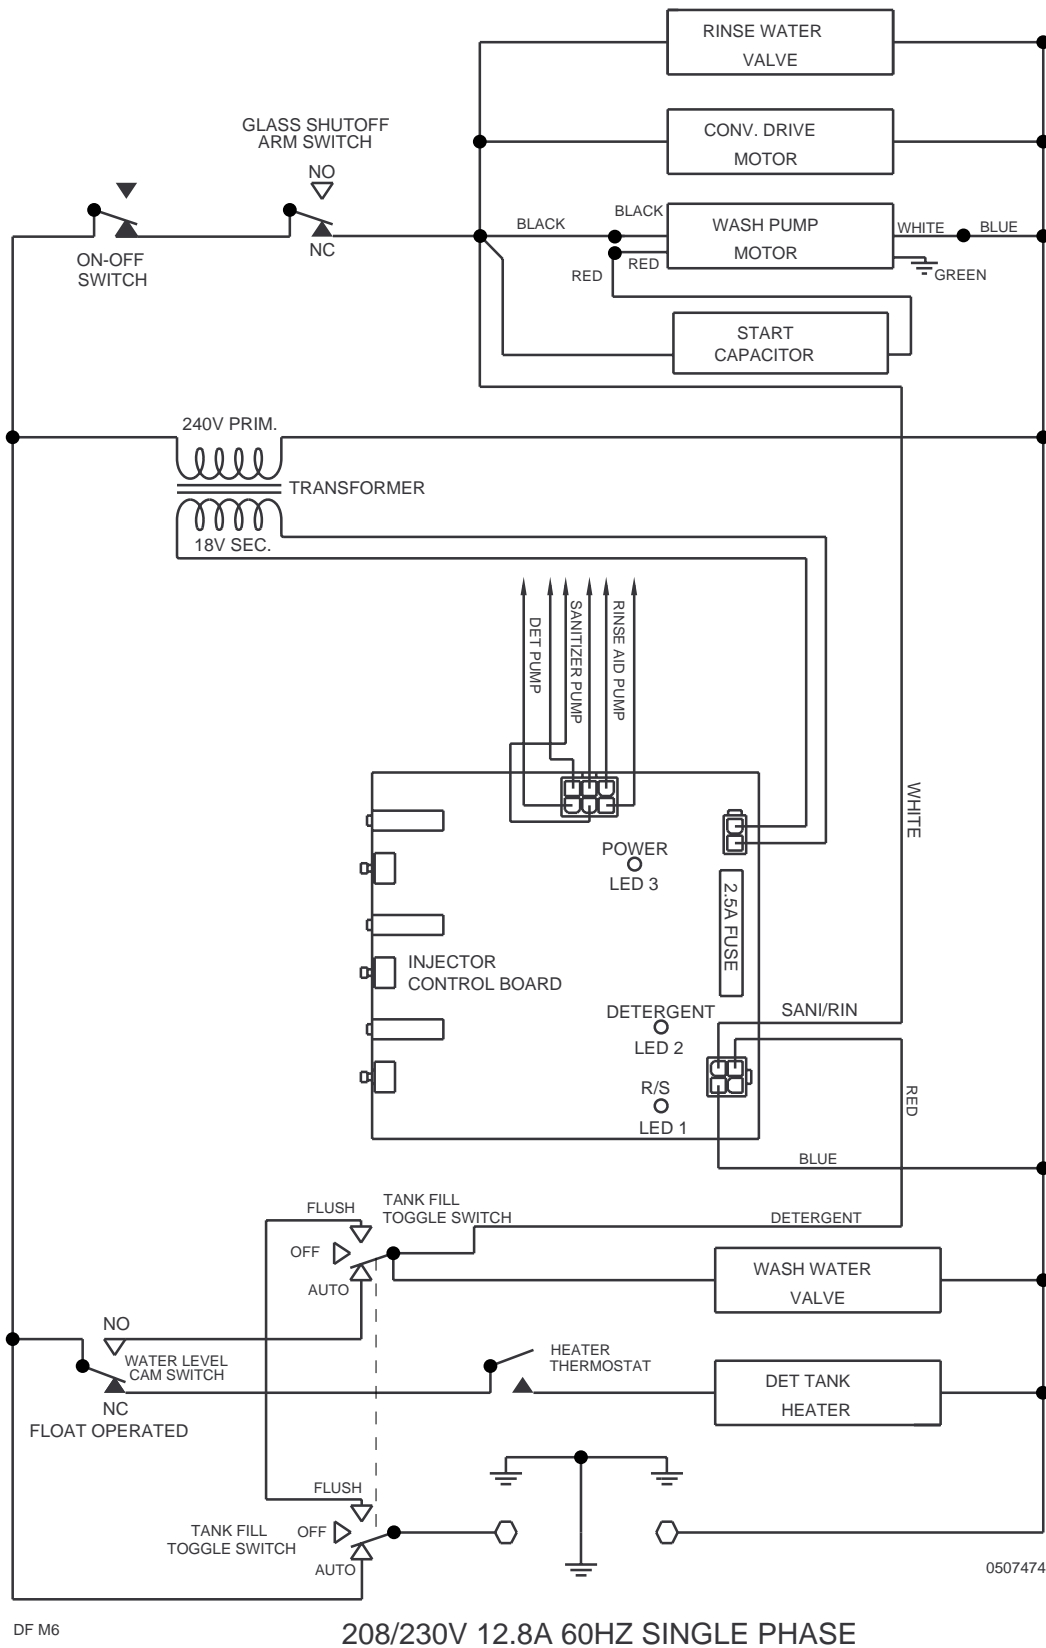 RINSE WATER
VALVE
GLASS SHUTOFF
ARM SWITCH
NO
NC
CONV. DRIVE
MOTOR
ON-OFF
SWITCH
BLACK
BLACK
WASH PUMP
MOTOR
WHITE
BLUE
RED
RED
GREEN
START
CAPACITOR
240V PRIM.
TRANSFORMER
18V SEC.
DET PUMP
SANITIZER PUMP
RINSE AID PUMP
WHITE
POWER
LED 3
2.5A FUSE
INJECTOR
CONTROL BOARD
DETERGENT
LED 2
SANI/RIN
R/S
LED 1
RED
BLUE
FLUSH
TANK FILL
TOGGLE SWITCH
DETERGENT
OFF
AUTO
WASH WATER
VALVE
NO
WATER LEVEL
CAM SWITCH
NC
FLOAT OPERATED
HEATER
THERMOSTAT
DET TANK
HEATER
FLUSH
TANK FILL
TOGGLE SWITCH
OFF
AUTO
0507474
DF M6
208/230V 12.8A 60HZ SINGLE PHASE